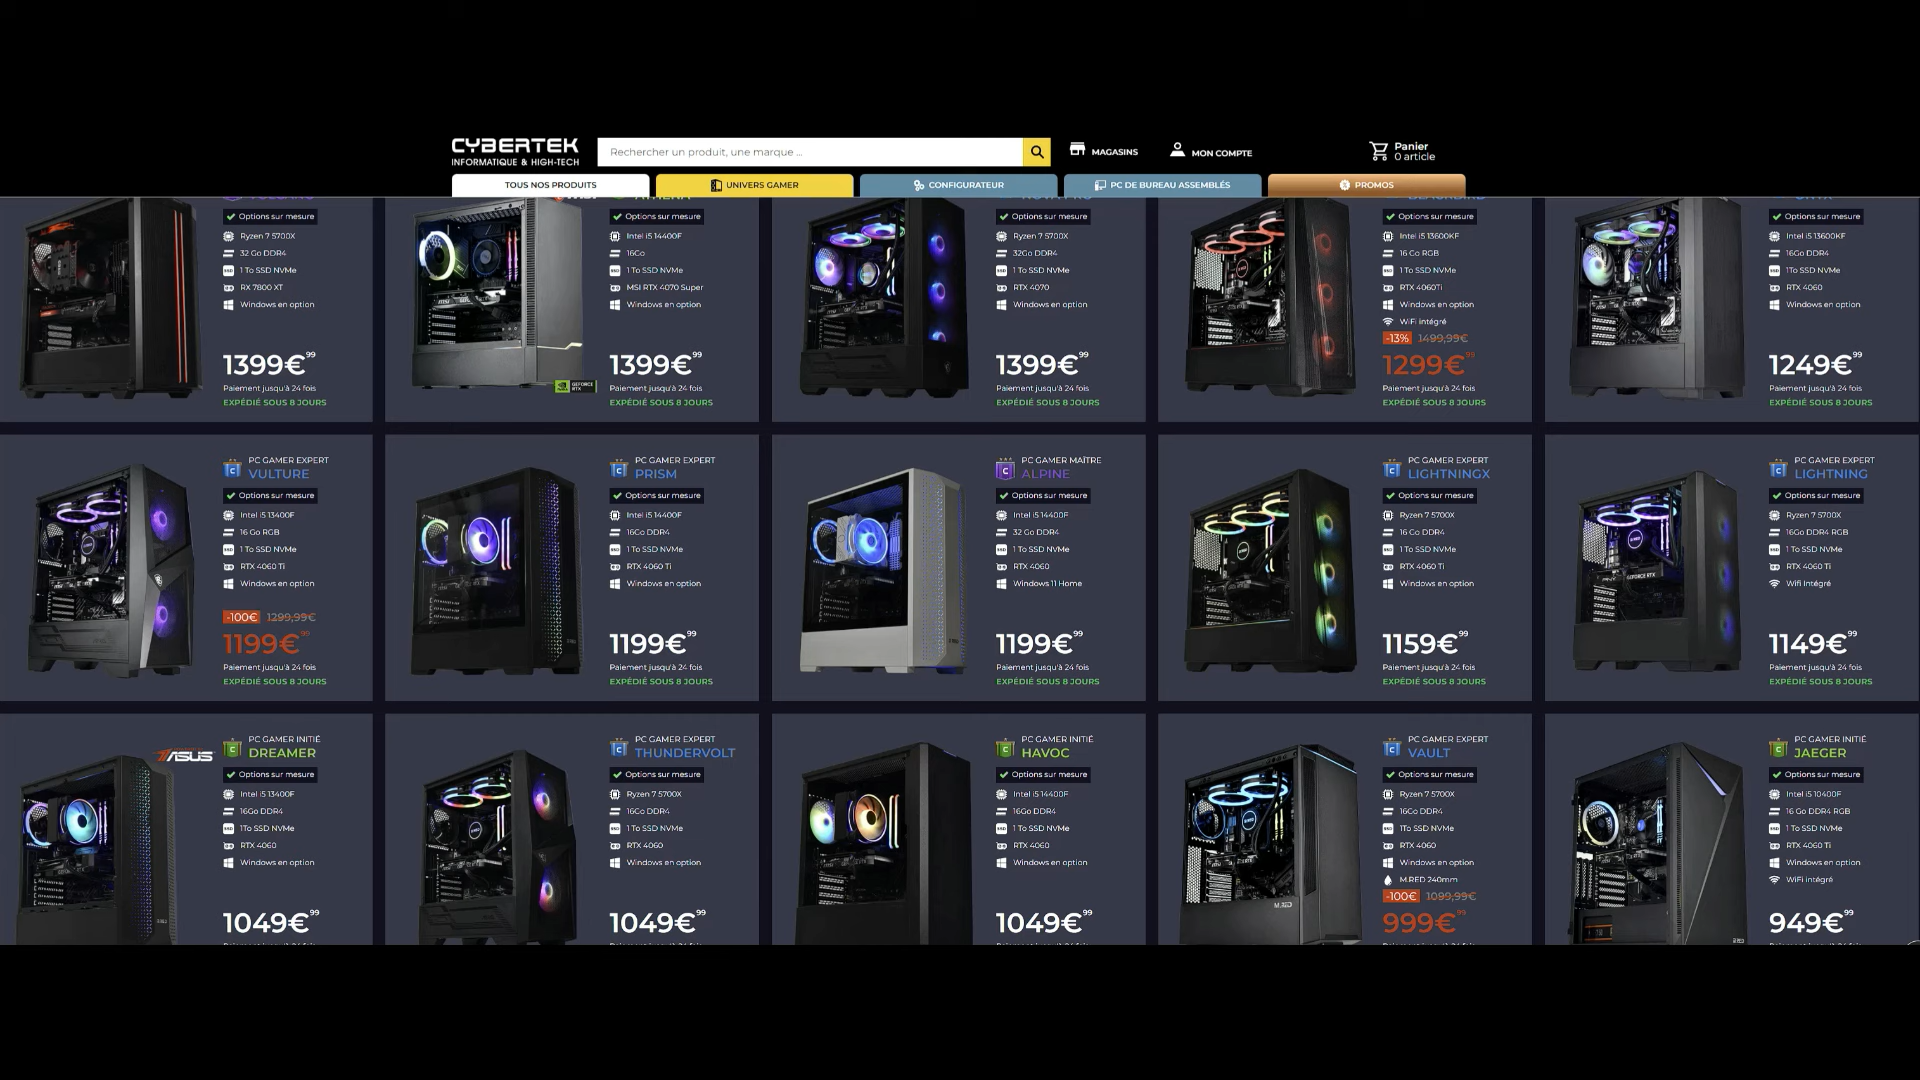 CYBERTEK
INFORMATIQUE & HIGH-TECH
Rechercher un produit, une marque ...
MAGASINS
MON COMPTE
Panier
0 article
TOUS NOS PRODUITS
UNIVERS GAMER
CONFIGURATEUR
PC DE BUREAU ASSEMBLÉS
PROMOS
Options sur mesure
Ryzen 7 5700X
32 Go DDR4
1 To SSD NVMe
RX 7800 XT
Windows en option
1399€99
Paiement jusqu'à 24 fois
EXPÉDIÉ SOUS 8 JOURS
GEFORCE
RTX
Options sur mesure
Intel i5 14400F
16Go
1 To SSD NVMe
MSI RTX 4070 Super
Windows en option
1399€99
Paiement jusqu'à 24 fois
EXPÉDIÉ SOUS 8 JOURS
Options sur mesure
Ryzen 7 5700X
32Go DDR4
1 To SSD NVMe
RTX 4070
Windows en option
1399€99
Paiement jusqu'à 24 fois
EXPÉDIÉ SOUS 8 JOURS
Options sur mesure
Intel i5 13600KF
16 Go RGB
1 To SSD NVMe
RTX 4060Ti
Windows en option
WiFi intégré
-13% 1499,99€
1299€99
Paiement jusqu'à 24 fois
EXPÉDIÉ SOUS 8 JOURS
Options sur mesure
Intel i5 13600KF
16Go DDR4
1To SSD NVMe
RTX 4060
Windows en option
1249€99
Paiement jusqu'à 24 fois
EXPÉDIÉ SOUS 8 JOURS
PC GAMER EXPERT
VULTURE
Options sur mesure
Intel i5 13400F
16 Go RGB
1 To SSD NVMe
RTX 4060 Ti
Windows en option
-100€ 1299,99€
1199€99
Paiement jusqu'à 24 fois
EXPÉDIÉ SOUS 8 JOURS
PC GAMER EXPERT
PRISM
Options sur mesure
Intel i5 14400F
16Go DDR4
1 To SSD NVMe
RTX 4060 Ti
Windows en option
1199€99
Paiement jusqu'à 24 fois
EXPÉDIÉ SOUS 8 JOURS
PC GAMER MAÎTRE
ALPINE
Options sur mesure
Intel i5 14400F
32 Go DDR4
1 To SSD NVMe
RTX 4060
Windows 11 Home
1199€99
Paiement jusqu'à 24 fois
EXPÉDIÉ SOUS 8 JOURS
PC GAMER EXPERT
LIGHTNINGX
Options sur mesure
Ryzen 7 5700X
16 Go DDR4
1 To SSD NVMe
RTX 4060 Ti
Windows en option
1159€99
Paiement jusqu'à 24 fois
EXPÉDIÉ SOUS 8 JOURS
PC GAMER EXPERT
LIGHTNING
Options sur mesure
Ryzen 7 5700X
16Go DDR4 RGB
1 To SSD NVMe
RTX 4060 Ti
Wifi Intégré
1149€99
Paiement jusqu'à 24 fois
EXPÉDIÉ SOUS 8 JOURS
ASUS
PC GAMER INITIÉ
DREAMER
Options sur mesure
Intel i5 13400F
16Go DDR4
1To SSD NVMe
RTX 4060
Windows en option
1049€99
PC GAMER EXPERT
THUNDERVOLT
Options sur mesure
Ryzen 7 5700X
16Go DDR4
1 To SSD NVMe
RTX 4060
Windows en option
1049€99
PC GAMER INITIÉ
HAVOC
Options sur mesure
Intel i5 14400F
16Go DDR4
1 To SSD NVMe
RTX 4060
Windows en option
1049€99
PC GAMER EXPERT
VAULT
Options sur mesure
Ryzen 7 5700X
16Go DDR4
1To SSD NVMe
RTX 4060
Windows en option
M.RED 240mm
-100€ 1099,99€
999€99
PC GAMER INITIÉ
JAEGER
Options sur mesure
Intel i5 10400F
16 Go DDR4 RGB
1 To SSD NVMe
RTX 4060 Ti
Windows en option
WiFi intégré
949€99